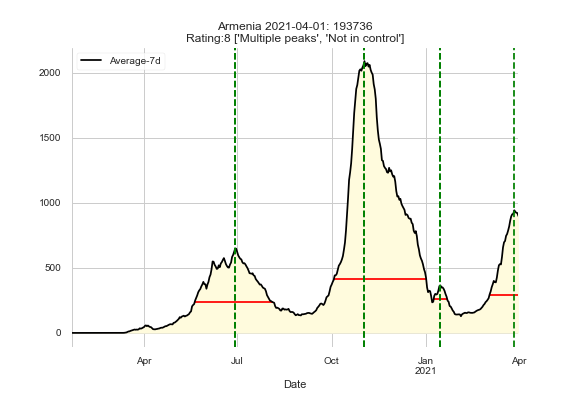 Armenia 2021-04-01: 193736
Rating:8 ['Multiple peaks', 'Not in control']
Average-7d
2000
1500
1000
500
0
Apr
Jul
Oct
Jan
2021
Apr
Date